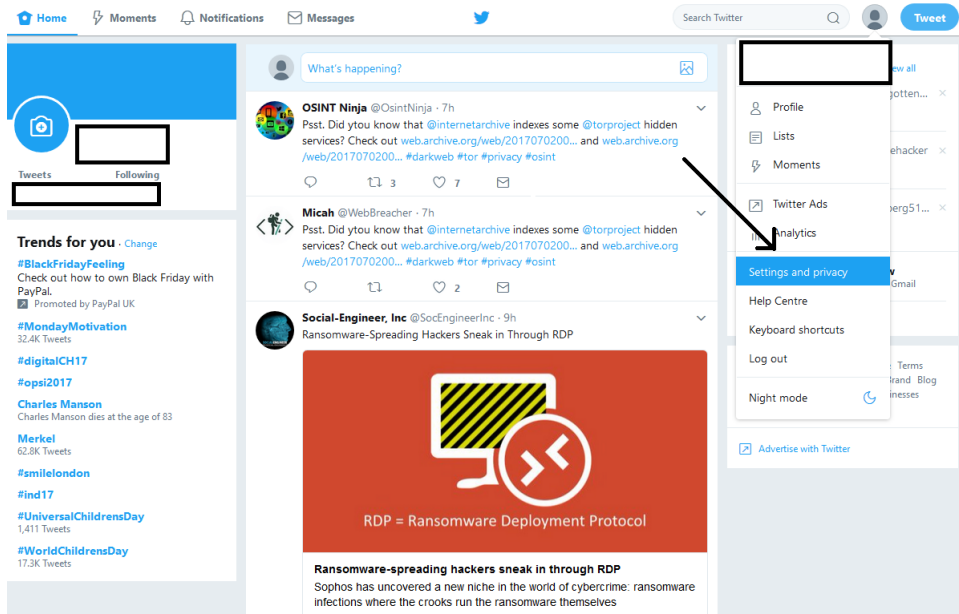 Home
Moments
Notifications
Messages
Search Twitter
Tweet
Tweets
Following
Trends for you · Change
#BlackFridayFeeling
Check out how to own Black Friday with
PayPal.
Promoted by PayPal UK
#MondayMotivation
32.4K Tweets
#digitalCH17
#opsi2017
Charles Manson
Charles Manson dies at the age of 83
Merkel
62.8K Tweets
#smilelondon
#ind17
#UniversalChildrensDay
1,411 Tweets
#WorldChildrensDay
17.3K Tweets
What's happening?
OSINT Ninja @OsintNinja · 7h
Psst. Did ytou know that @internetarchive indexes some @torproject hidden
services? Check out web.archive.org/web/2017070200... and web.archive.org
/web/2017070200... #darkweb #tor #privacy #osint
3
7
Micah @WebBreacher · 7h
Psst. Did ytou know that @internetarchive indexes some @torproject hidden
services? Check out web.archive.org/web/2017070200... and web.archive.org
/web/2017070200... #darkweb #tor #privacy #osint
2
Social-Engineer, Inc @SocEngineerInc · 9h
Ransomware-Spreading Hackers Sneak in Through RDP
RDP = Ransomware Deployment Protocol
Ransomware-spreading hackers sneak in through RDP
Sophos has uncovered a new niche in the world of cybercrime: ransomware
infections where the crooks run the ransomware themselves
Profile
Lists
Moments
Twitter Ads
Analytics
Settings and privacy
Help Centre
Keyboard shortcuts
Log out
Night mode
all
Gmail
Terms
Blog
Advertise with Twitter